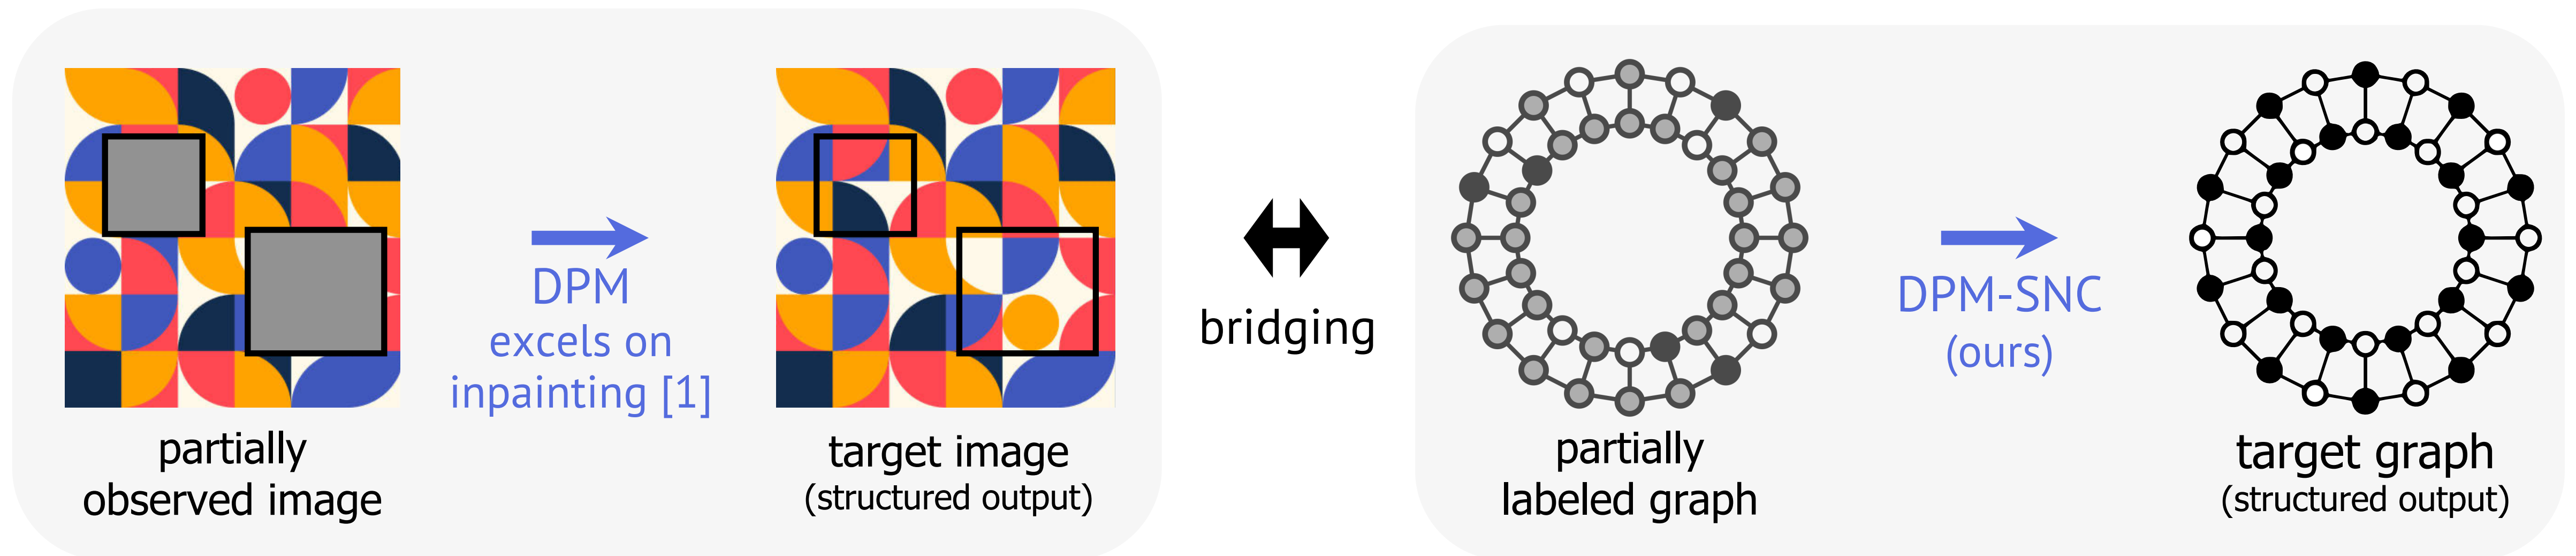 partially
observed image
DPM
excels on
inpainting [1]
target image
(structured output)
bridging
partially
labeled graph
DPM-SNC
(ours)
target graph
(structured output)